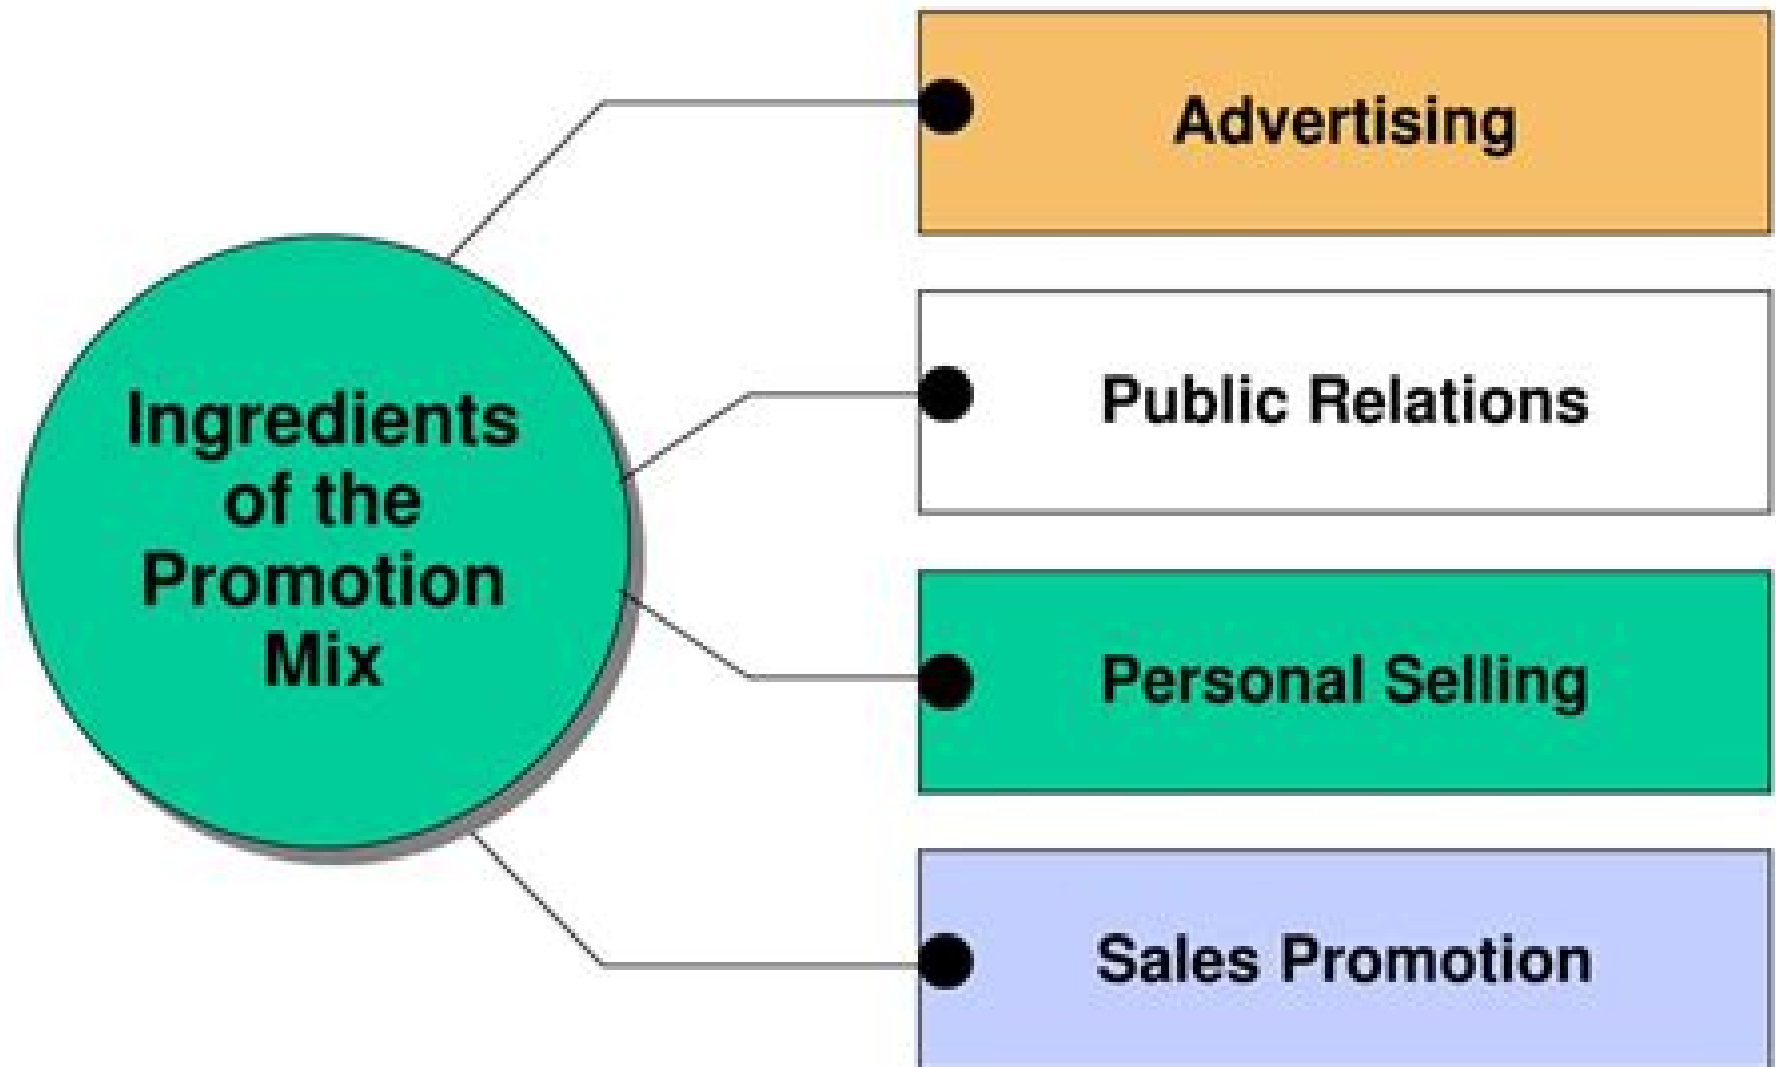 Ingredients
of the
Promotion
Mix
Advertising
Public Relations
Personal Selling
Sales Promotion